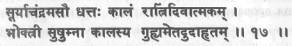 सूर्याचंद्रमसौ धत्तः कालं रात्रिंदिवात्मकम् ।
भोक्त्री सुषुम्ना कालस्य गुह्यमेतदुदाहृतम् ॥ १७ ॥